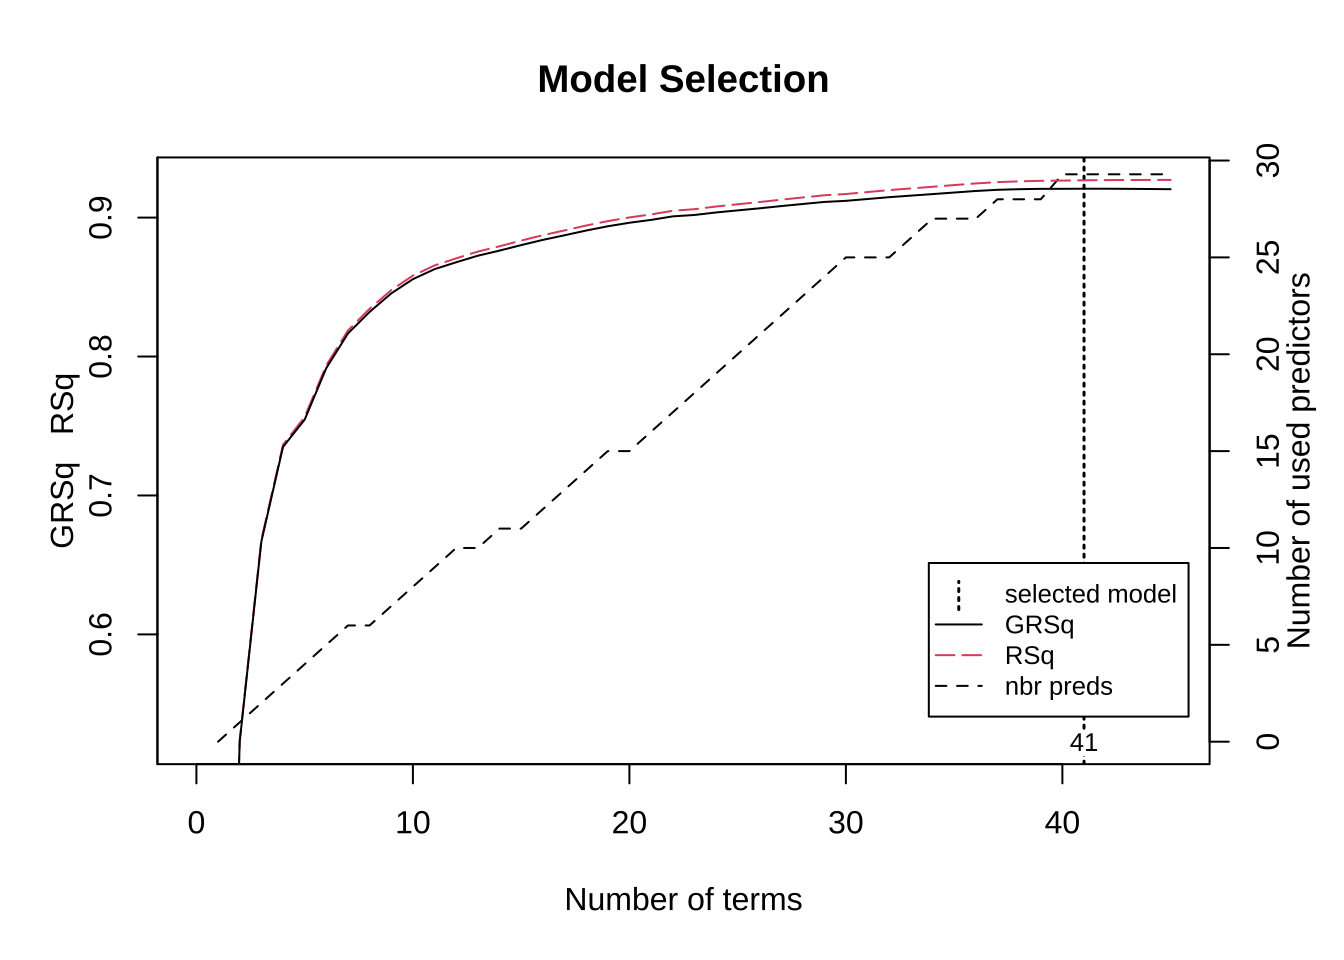 Model Selection
GRSq   RSq
0.6
0.7
0.8
0.9
0
5
10
15
20
25
30
Number of used predictors
selected model
GRSq
RSq
nbr preds
41
0
10
20
30
40
Number of terms